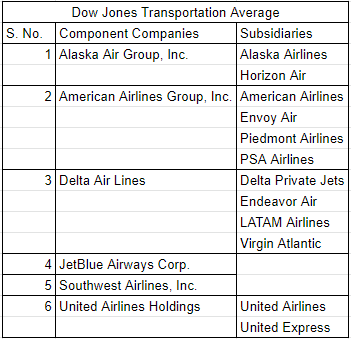 Dow Jones Transportation Average
S. No. Component Companies Subsidiaries
1 Alaska Air Group, Inc. Alaska Airlines
Horizon Air
2 American Airlines Group, Inc. American Airlines
Envoy Air
Piedmont Airlines
PSA Airlines
3 Delta Air Lines Delta Private Jets
Endeavor Air
LATAM Airlines
Virgin Atlantic
4 JetBlue Airways Corp.
5 Southwest Airlines, Inc.
6 United Airlines Holdings United Airlines
United Express